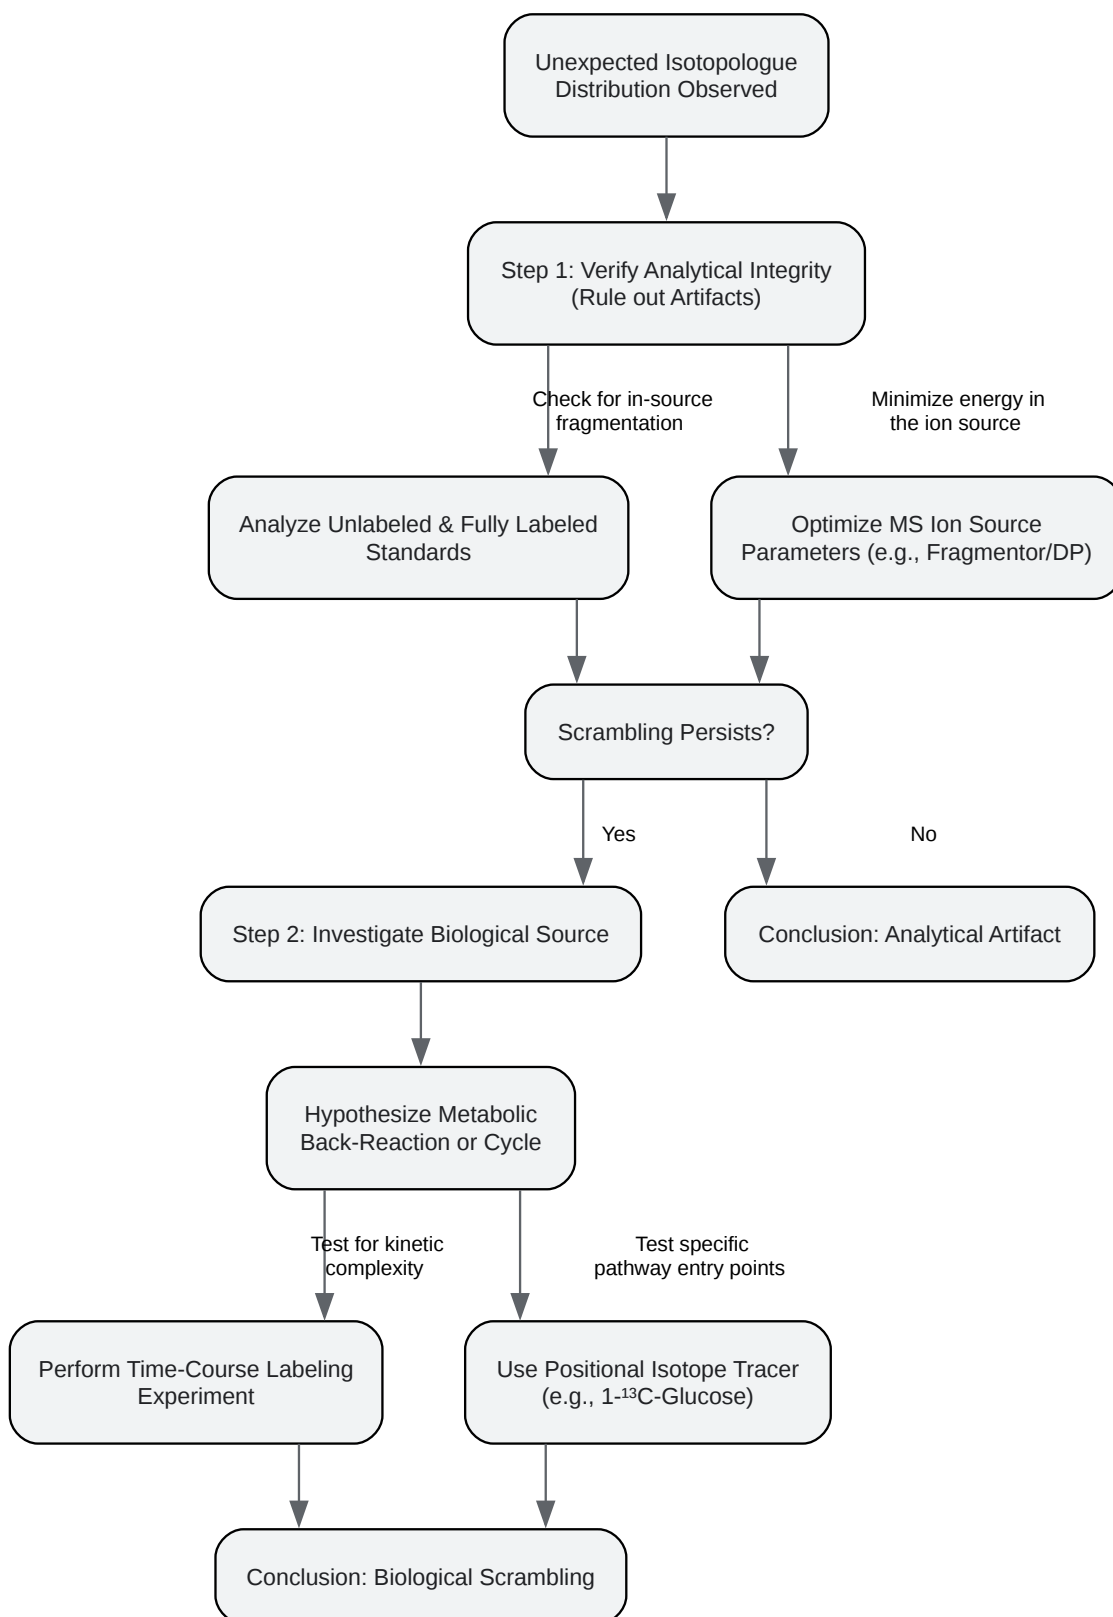 Unexpected Isotopologue
Distribution Observed
Step 1: Verify Analytical Integrity
(Rule out Artifacts)
Check for in-source
fragmentation
Minimize energy in
the ion source
Analyze Unlabeled & Fully Labeled
Standards
Optimize MS Ion Source
Parameters (e.g., Fragmentor/DP)
Scrambling Persists?
Yes
No
Step 2: Investigate Biological Source
Conclusion: Analytical Artifact
Hypothesize Metabolic
Back-Reaction or Cycle
Test for kinetic
complexity
Test specific
pathway entry points
Perform Time-Course Labeling
Experiment
Use Positional Isotope Tracer
(e.g., 1-¹³C-Glucose)
Conclusion: Biological Scrambling